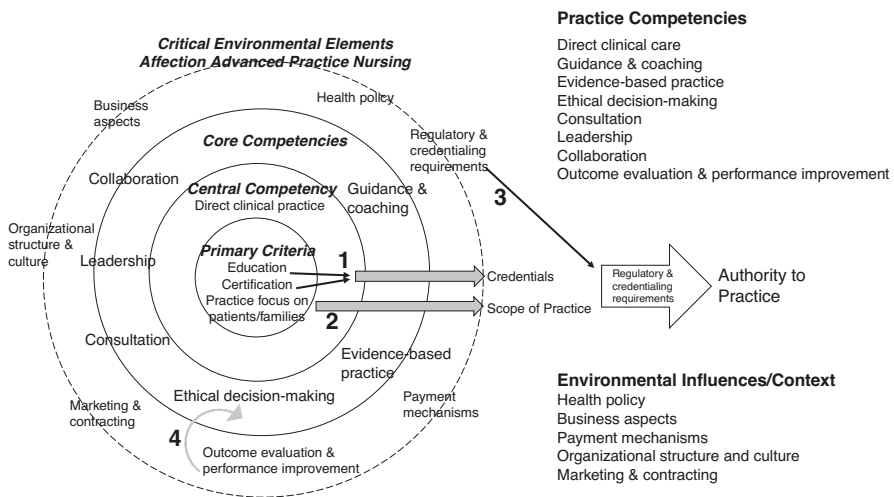 Critical Environmental Elements
Affection Advanced Practice Nursing
Business
aspects
Health policy
Core Competencies
Regulatory &
credentialing
requirements
Collaboration
Central Competency
Direct clinical practice
Guidance &
coaching
3
Organizational
structure &
culture
Leadership
Primary Criteria
Education
Certification
Practice focus on
patients/families
1
2
Credentials
Scope of Practice
Regulatory &
credentialing
requirements
Authority to
Practice
Consultation
Evidence-based
practice
Ethical decision-making
Marketing &
contracting
Payment
mechanisms
4
Outcome evaluation &
performance improvement
Practice Competencies
Direct clinical care
Guidance & coaching
Evidence-based practice
Ethical decision-making
Consultation
Leadership
Collaboration
Outcome evaluation & performance improvement
Environmental Influences/Context
Health policy
Business aspects
Payment mechanisms
Organizational structure and culture
Marketing & contracting